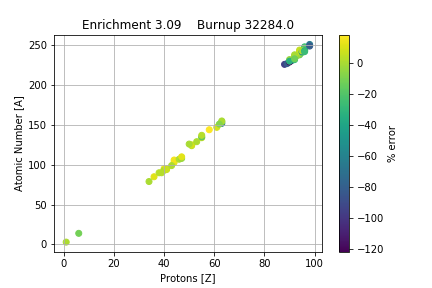 Enrichment 3.09 Burnup 32284.0
Atomic Number [A]
250
200
150
100
50
0
0 20 40 60 80 100
Protons [Z]
0
−20
−40
−60
−80
−100
−120
% error